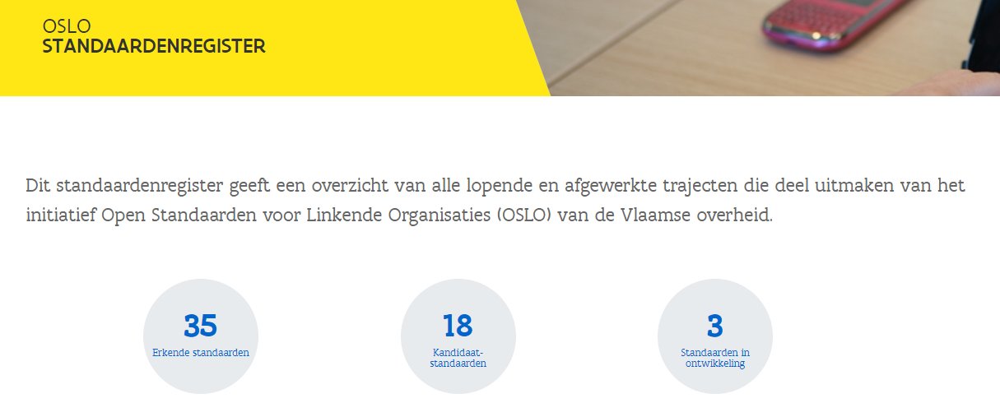 OSLO
STANDAARDENREGISTER
Dit standaardenregister geeft een overzicht van alle lopende en afgewerkte trajecten die deel uitmaken van het
initiatief Open Standaarden voor Linkende Organisaties (OSLO) van de Vlaamse overheid.
35
Erkende standaarden
18
Kandidaat-
standaarden
3
Standaarden in
ontwikkeling